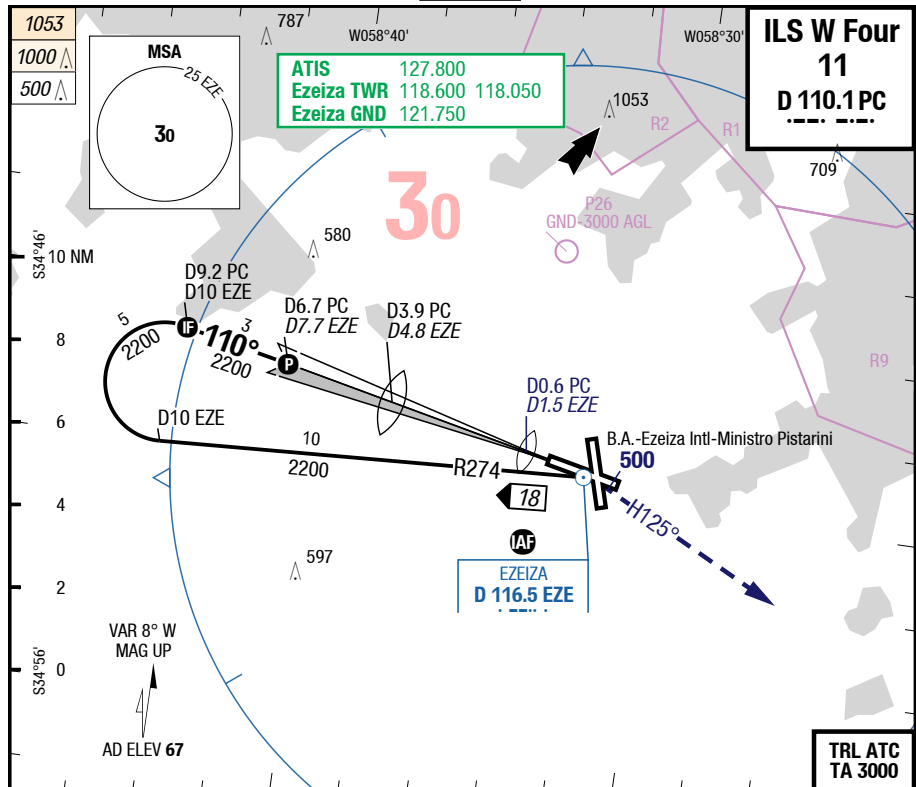 1053
1000
500
787
W058°40'
W058°30'
MSA
25 EZE
30
ATIS 127.800
Ezeiza TWR 118.600 118.050
Ezeiza GND 121.750
ILS W Four
11
D 110.1 PC
1053
R2
R1
709
30
P26
GND-3000 AGL
580
S34°46'
10 NM
D9.2 PC
D10 EZE
D6.7 PC
D7.7 EZE
D3.9 PC
D4.8 EZE
5
2200
IF
3
110°
2200
P
8
R9
D0.6 PC
D1.5 EZE
6
D10 EZE
10
2200
R274
B.A.-Ezeiza Intl-Ministro Pistarini
500
18
H125°
4
IAF
597
EZEIZA
D 116.5 EZE
2
VAR 8° W
MAG UP
S34°56'
0
AD ELEV 67
TRL ATC
TA 3000